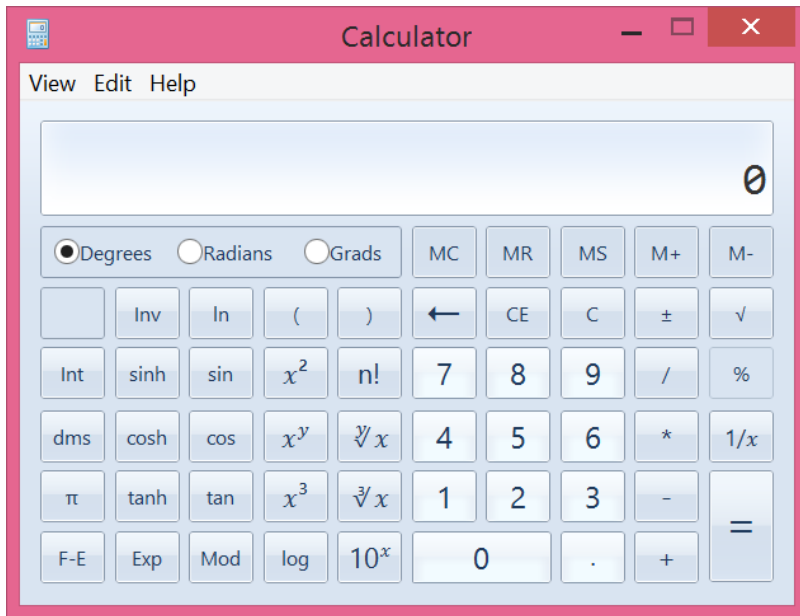 Calculator
View Edit Help
0
Degrees Radians Grads MC MR MS M+ M-
Inv ln ( ) ← CE C ± √
Int sinh sin x² n! 7 8 9 / %
dms cosh cos xʸ ʸ√x 4 5 6 * 1/x
π tanh tan x³ ³√x 1 2 3 - =
F-E Exp Mod log 10ˣ 0 . +